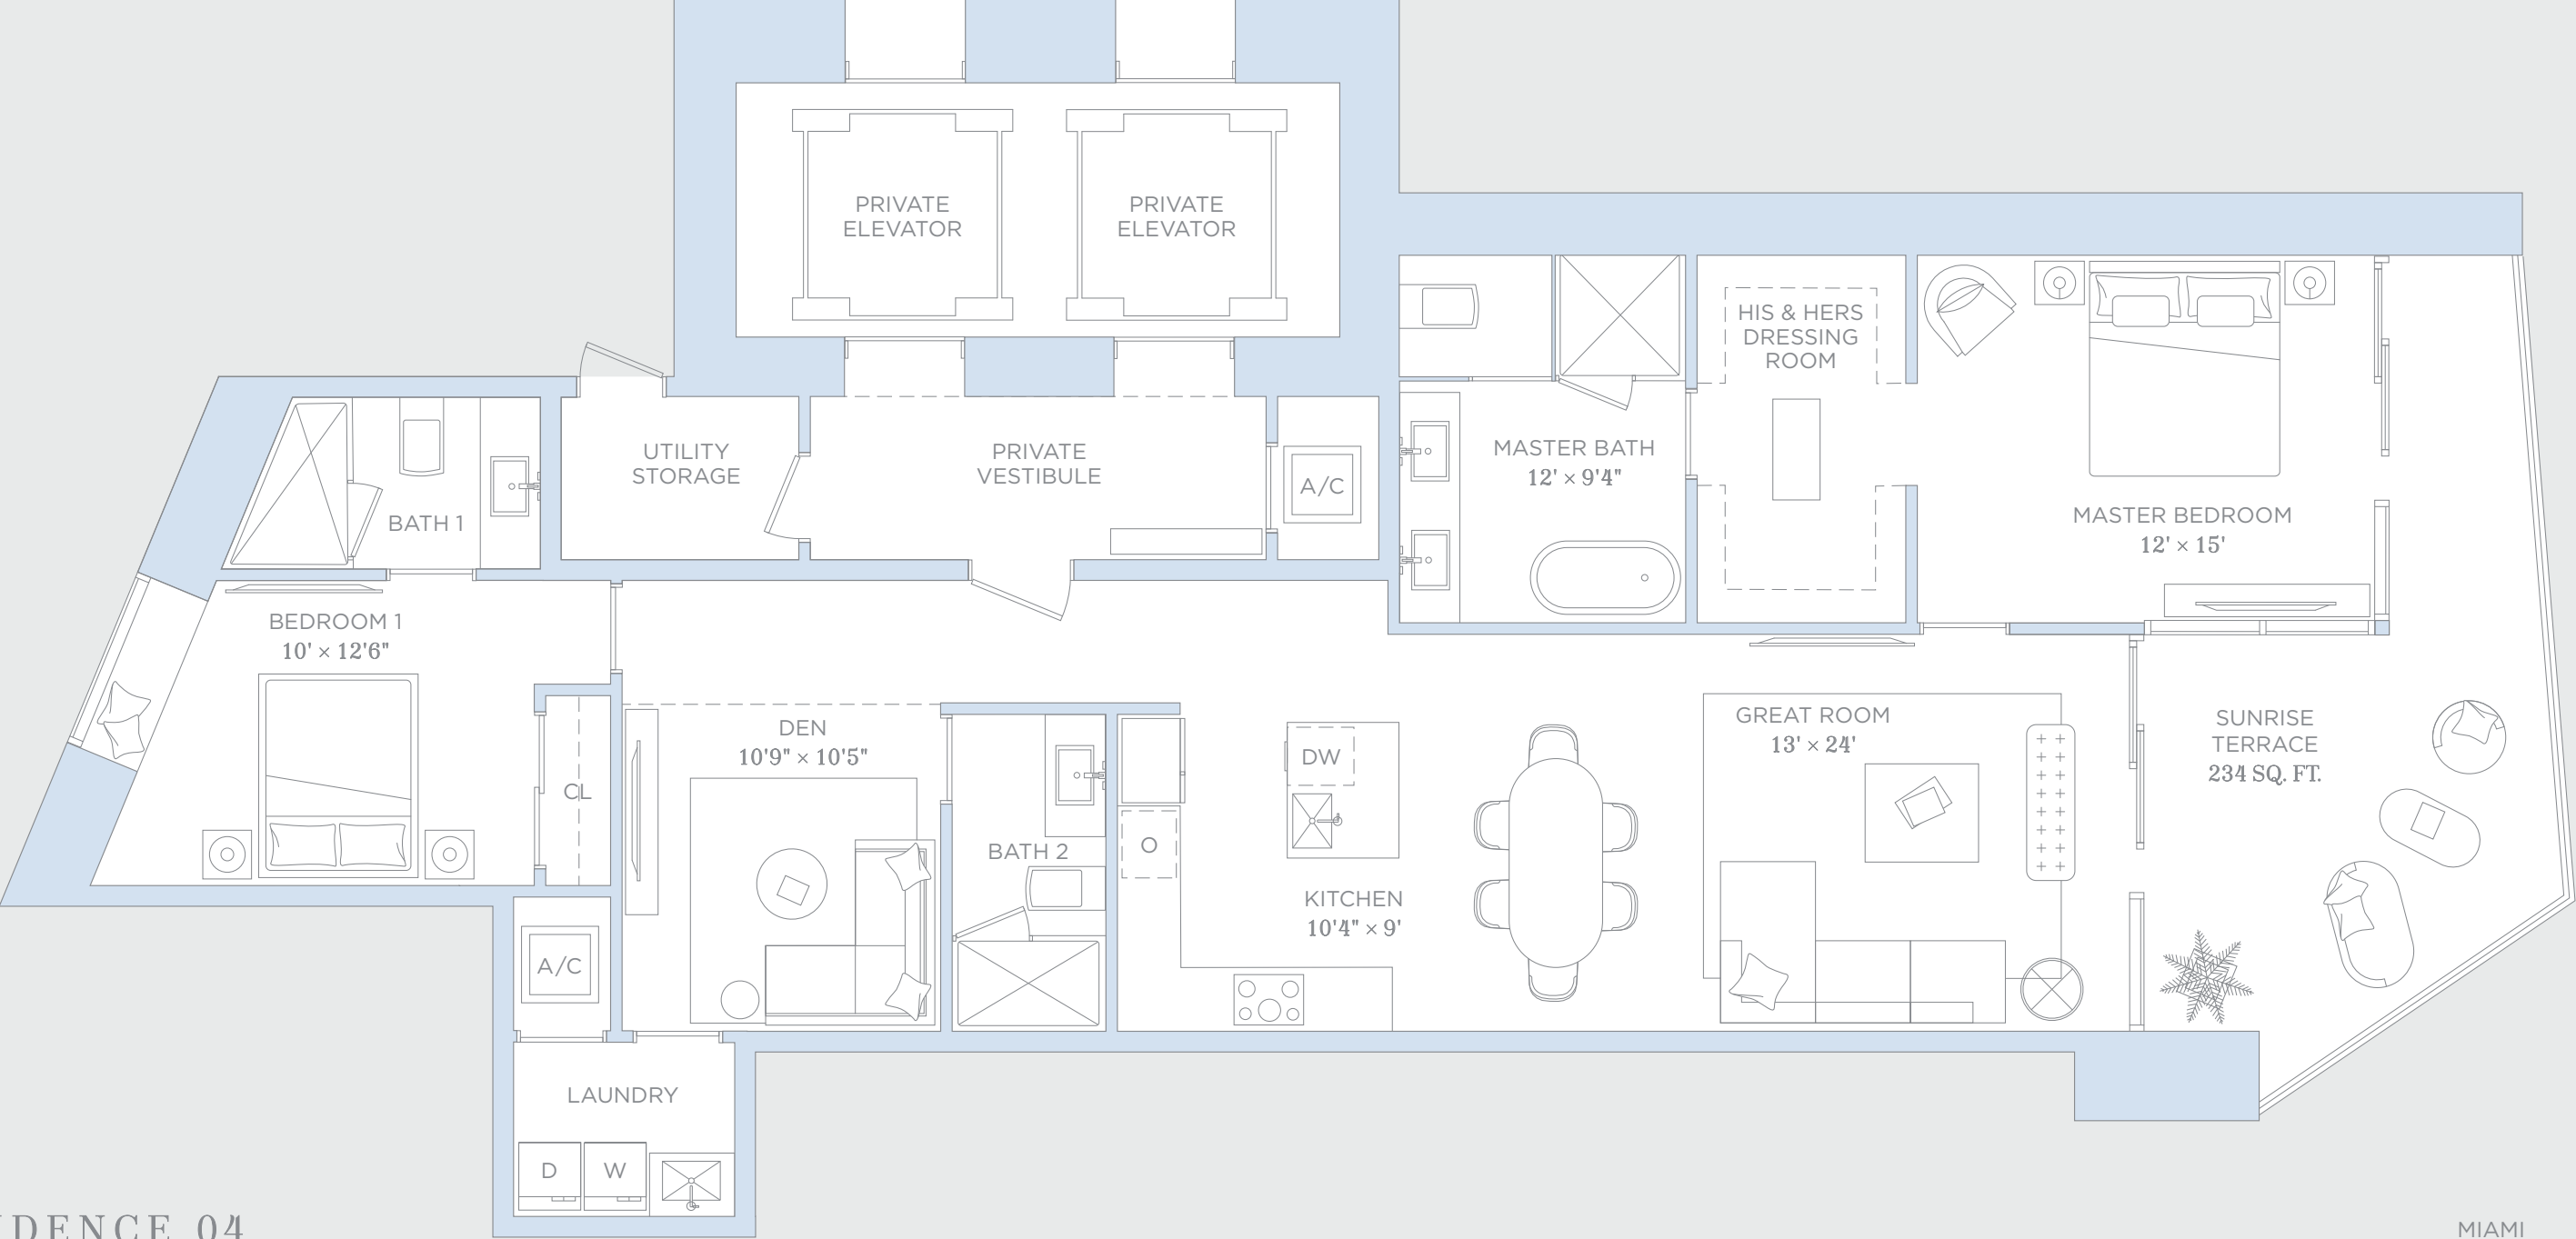 PRIVATE
ELEVATOR
PRIVATE
ELEVATOR
HIS & HERS
DRESSING
ROOM
UTILITY
STORAGE
PRIVATE
VESTIBULE
A/C
MASTER BATH
12' × 9'4"
MASTER BEDROOM
12' × 15'
BATH 1
BEDROOM 1
10' × 12'6"
CL
DEN
10'9" × 10'5"
BATH 2
O
DW
KITCHEN
10'4" × 9'
GREAT ROOM
13' × 24'
SUNRISE
TERRACE
234 SQ. FT.
A/C
LAUNDRY
D
W
DENCE 04
MIAMI